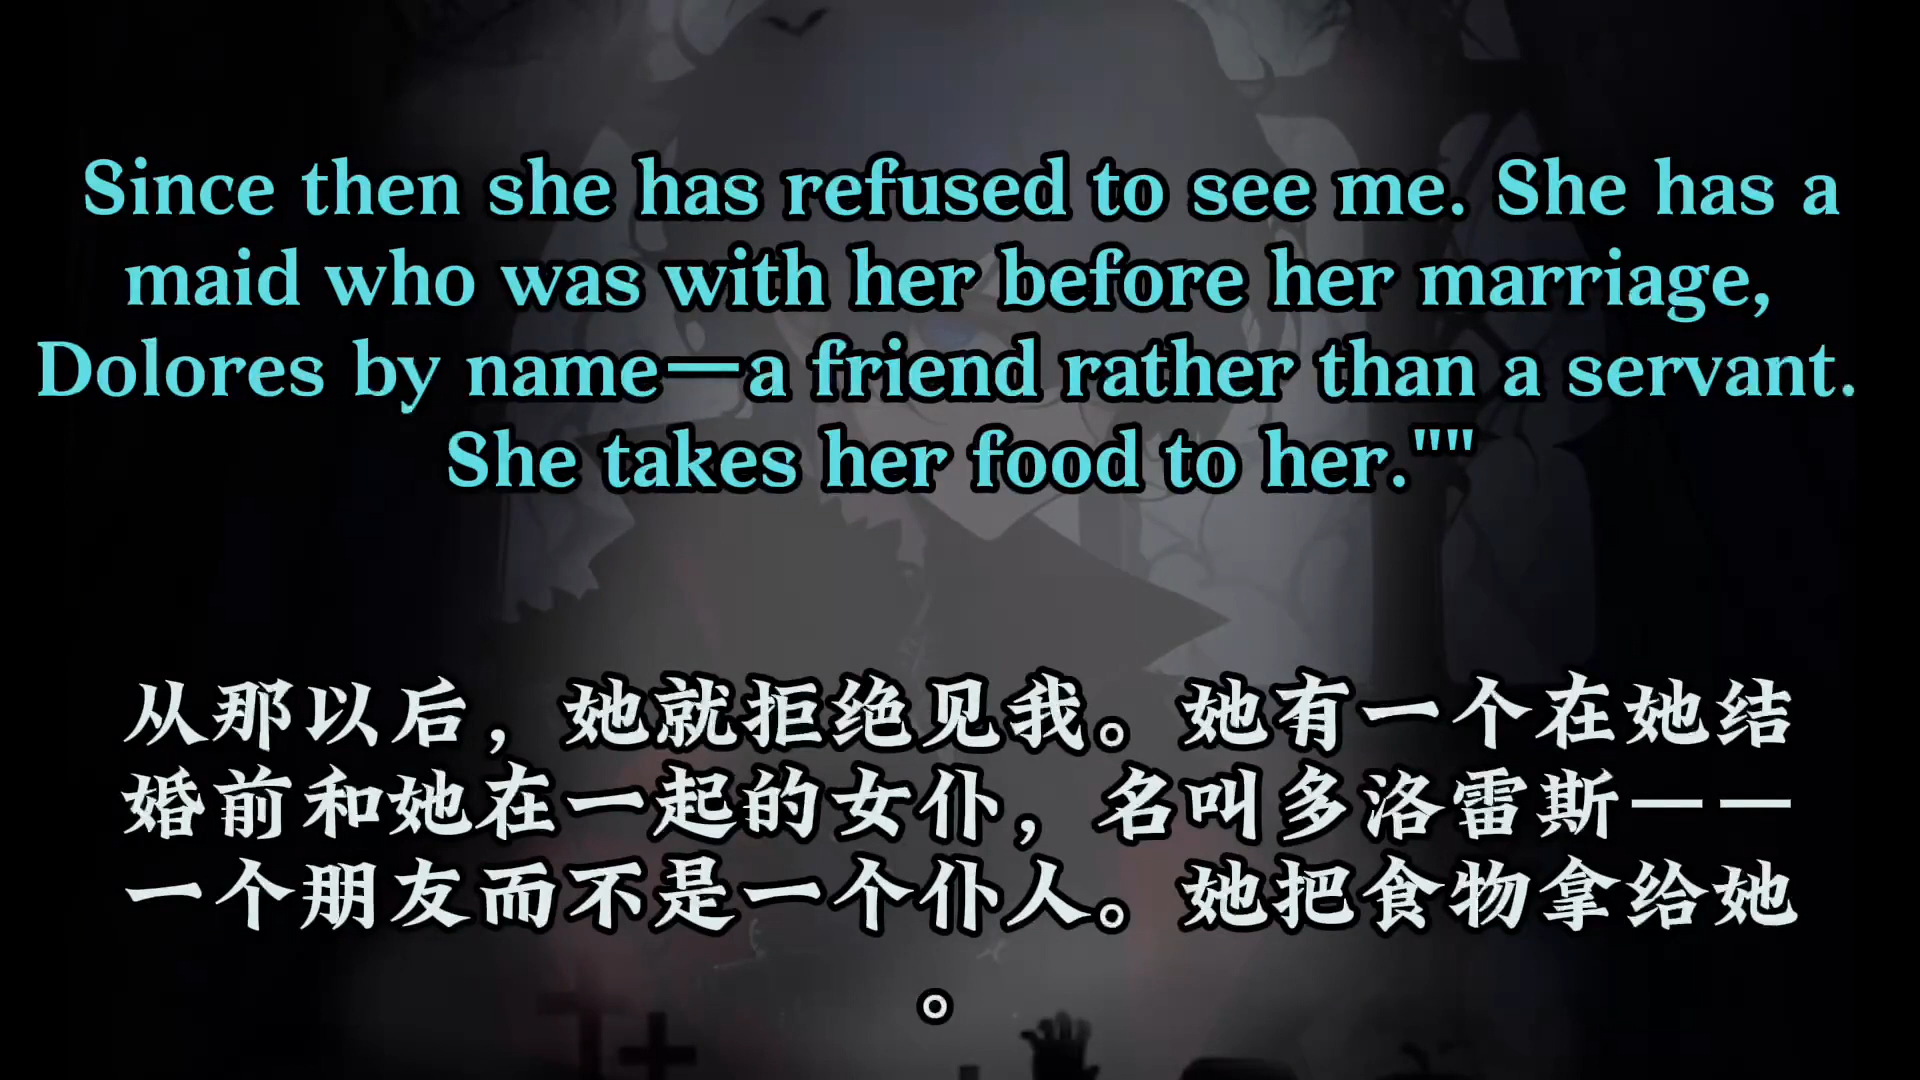 Since then she has refused to see me. She has a
maid who was with her before her marriage,
Dolores by name—a friend rather than a servant.
She takes her food to her.""
从那以后，她就拒绝见我。她有一个在她结
婚前和她在一起的女仆，名叫多洛雷斯——
一个朋友而不是一个仆人。她把食物拿给她
。